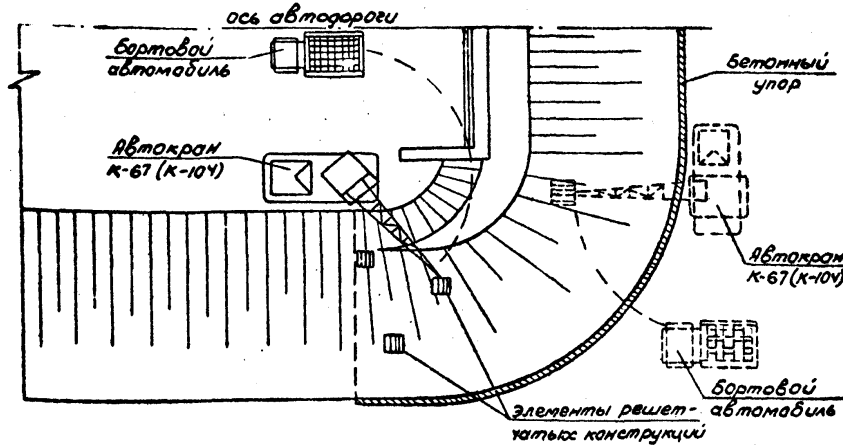 ось автодороги
Бортовой
автомобиль
Бетонный
упор
Автокран
К-67 (К-104)
Автокран
К-67 (К-104)
Бортовой
автомобиль
Элементы решет-
чатых конструкций